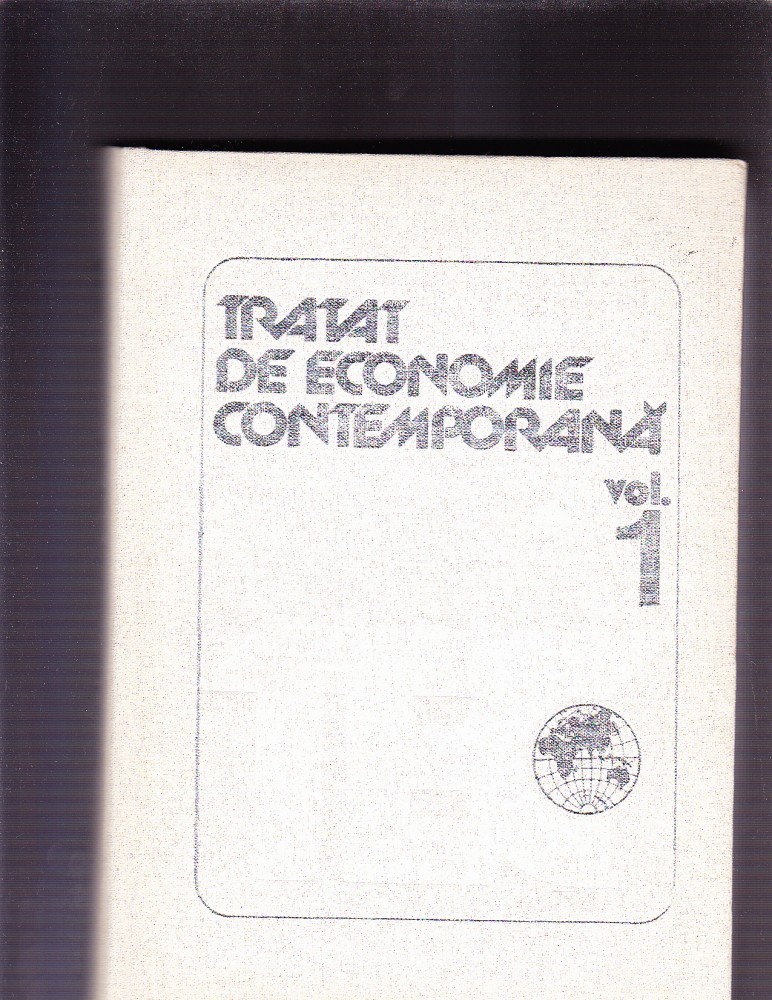 TRATAT
DE ECONOMIE
CONTEMPORANĂ
vol.
1